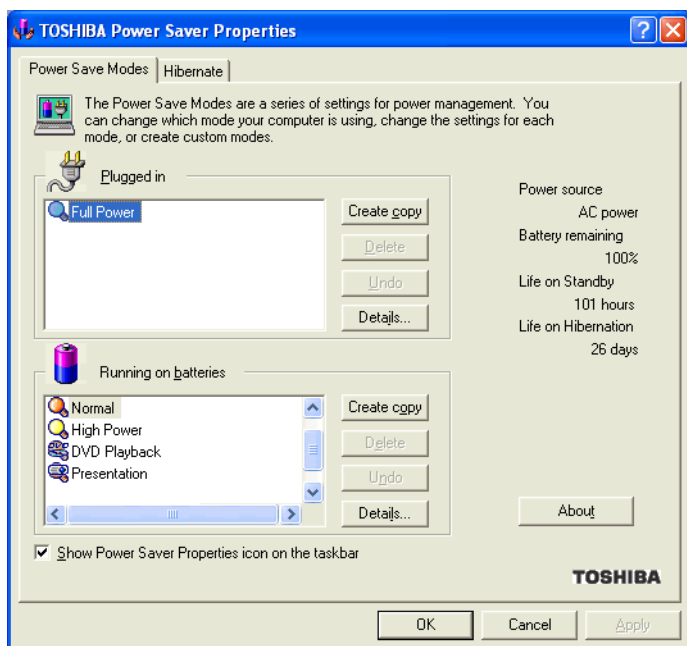 TOSHIBA Power Saver Properties
Power Save Modes
Hibernate
The Power Save Modes are a series of settings for power management. You
can change which mode your computer is using, change the settings for each
mode, or create custom modes.
Plugged in
Full Power
Create copy
Delete
Undo
Details...
Power source
AC power
Battery remaining
100%
Life on Standby
101 hours
Life on Hibernation
26 days
Running on batteries
Normal
High Power
DVD Playback
Presentation
Create copy
Delete
Undo
Details...
About
Show Power Saver Properties icon on the taskbar
TOSHIBA
OK
Cancel
Apply